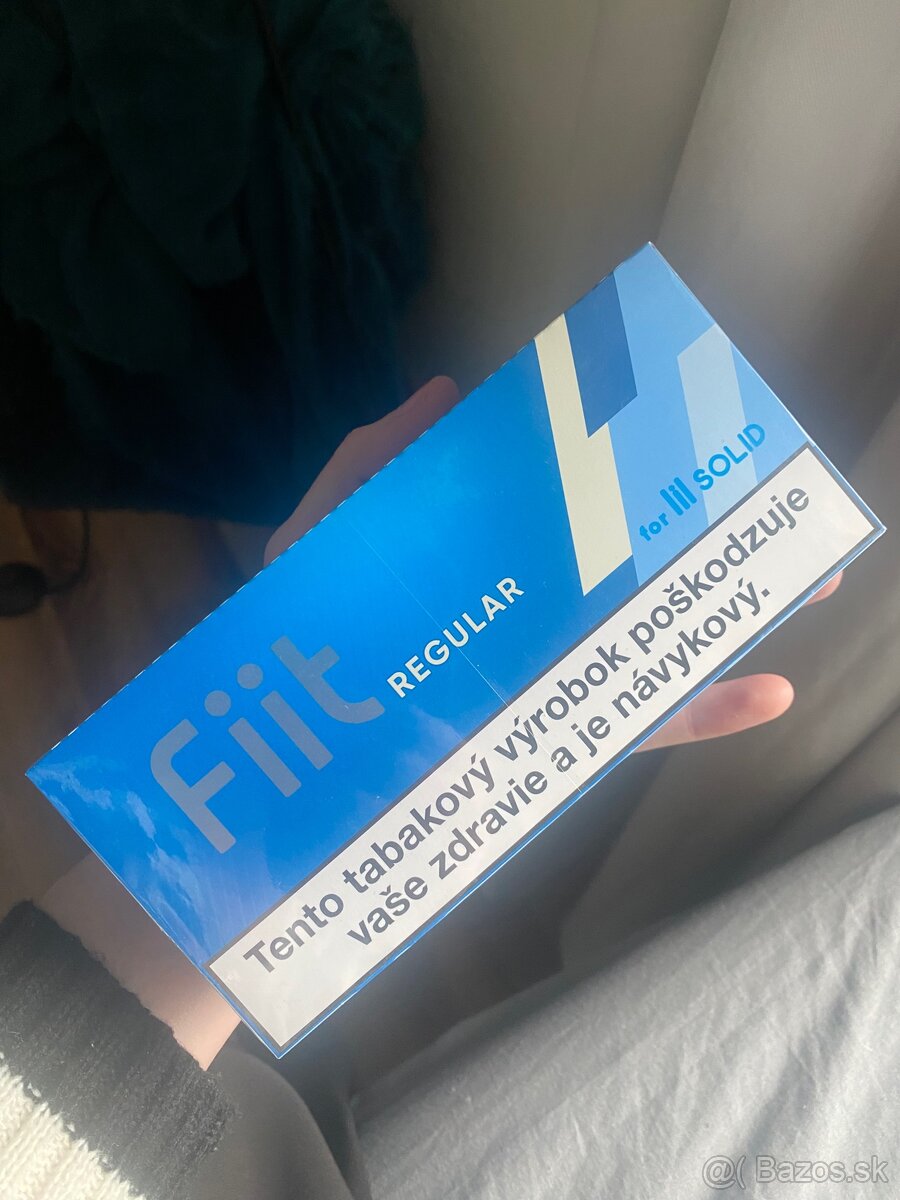 Fiit
REGULAR
for lil SOLID
Tento tabakový výrobok poškodzuje
vaše zdravie a je návykový.
@( Bazos.sk